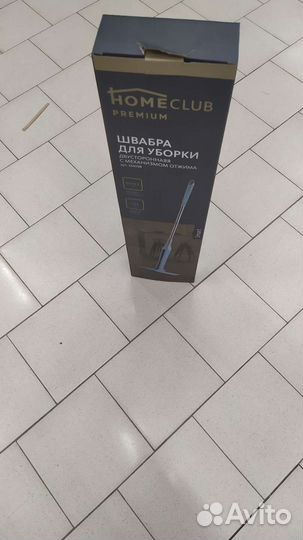 HOMECLUB
PREMIUM
ШВАБРА
ДЛЯ УБОРКИ
ДВУСТОРОННЯЯ
С МЕХАНИЗМОМ ОТЖИМА
Avito